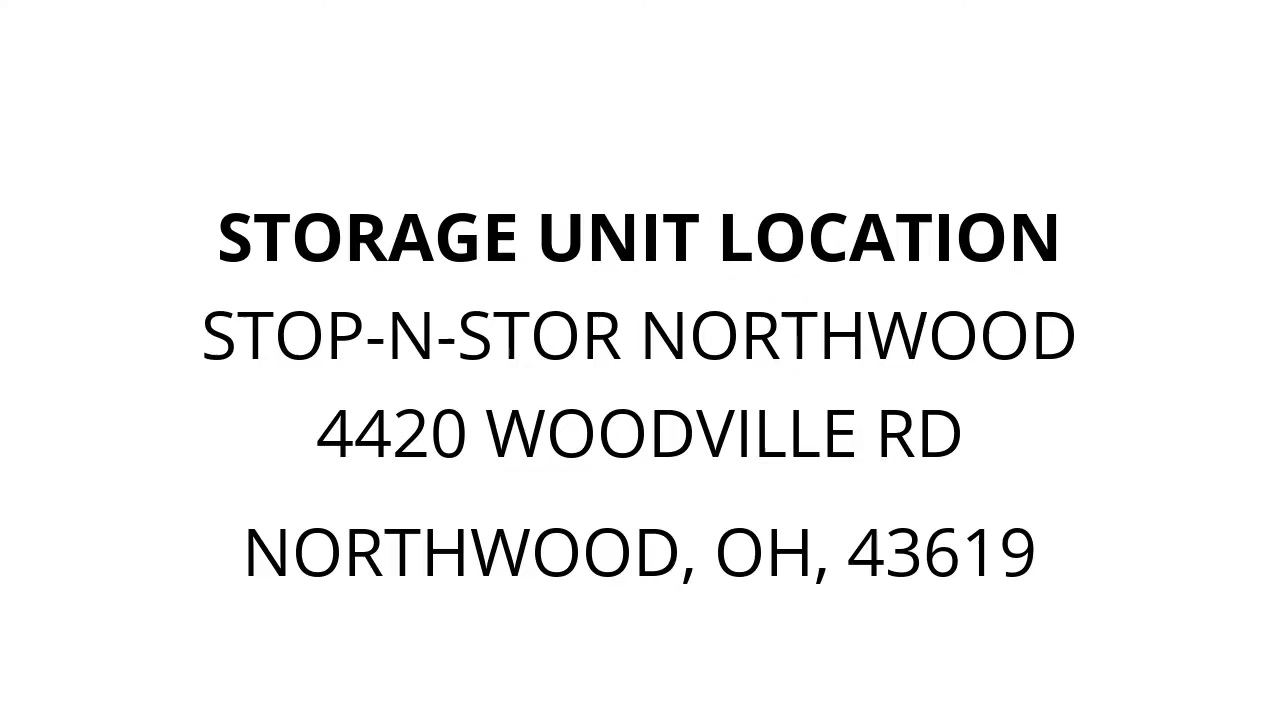 STORAGE UNIT LOCATION
STOP-N-STOR NORTHWOOD
4420 WOODVILLE RD
NORTHWOOD, OH, 43619